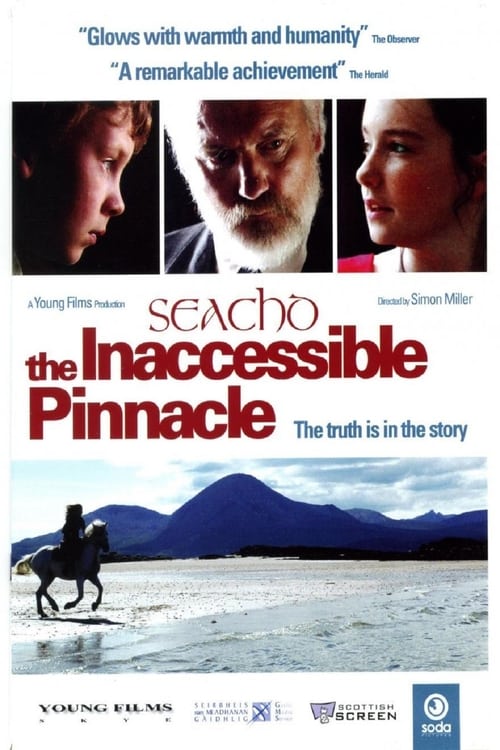 “Glows with warmth and humanity” The Observer
“A remarkable achievement” The Herald
A Young Films Production
Directed by Simon Miller
SEACHD
the Inaccessible
Pinnacle
The truth is in the story
YOUNG FILMS
SKYE
SEIRBHEIS
nam MEADHANAN
GÀIDHLIG
Gaelic
Media
Service
SCOTTISH
SCREEN
soda
PICTURES